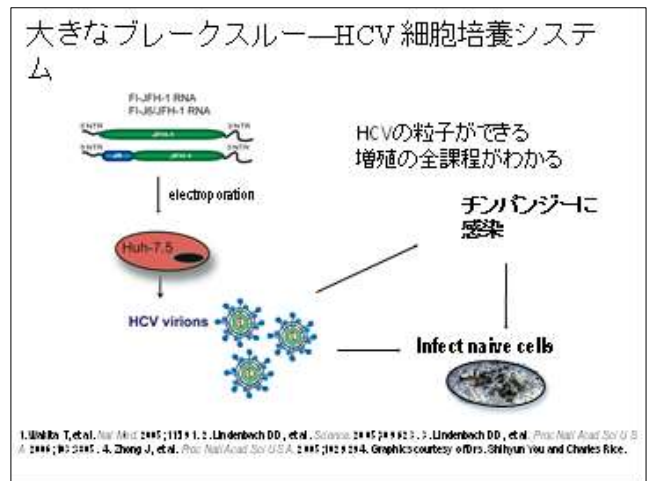 大きなブレークスルー—HCV 細胞培養システ
ム
Fl-JFH-1 RNA
Fl-J6/JFH-1 RNA
5'NTR
3'NTR
JFH-1
5'NTR
3'NTR
J6
JFH-1
HCVの粒子ができる
増殖の全課程がわかる
electroporation
チンパンジーに
感染
Huh-7.5
HCV virions
Infect naive cells
1. Wakita T, et al. Nat Med. 2005;11:791. 2. Lindenbach DD, et al. Science. 2005;309:623. 3. Lindenbach DD, et al. Proc Natl Acad Sci U S
A. 2006;103:3805. 4. Zhong J, et al. Proc Natl Acad Sci U S A. 2005;102:9294. Graphics courtesy of Drs. Shihyun You and Charles Rice.